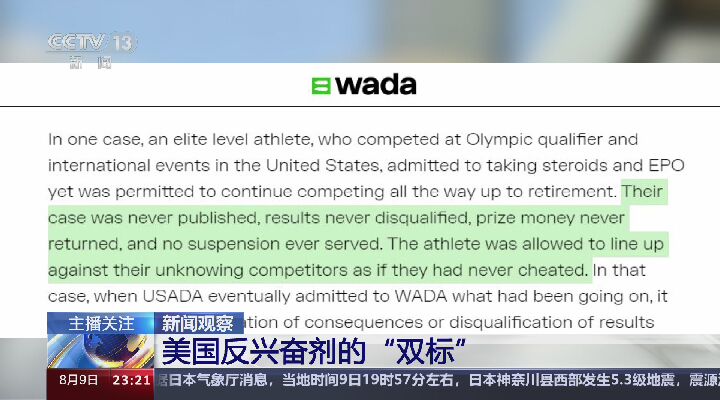 CCTV 13
新闻
wada
In one case, an elite level athlete, who competed at Olympic qualifier and
international events in the United States, admitted to taking steroids and EPO
yet was permitted to continue competing all the way up to retirement. Their
case was never published, results never disqualified, prize money never
returned, and no suspension ever served. The athlete was allowed to line up
against their unknowing competitors as if they had never cheated. In that
case, when USADA eventually admitted to WADA what had been going on, it
of consequences or disqualification of results
主播关注
新闻观察
美国反兴奋剂的“双标”
8月9日 23:21 据日本气象厅消息，当地时间9日19时57分左右，日本神奈川县西部发生5.3级地震，震源